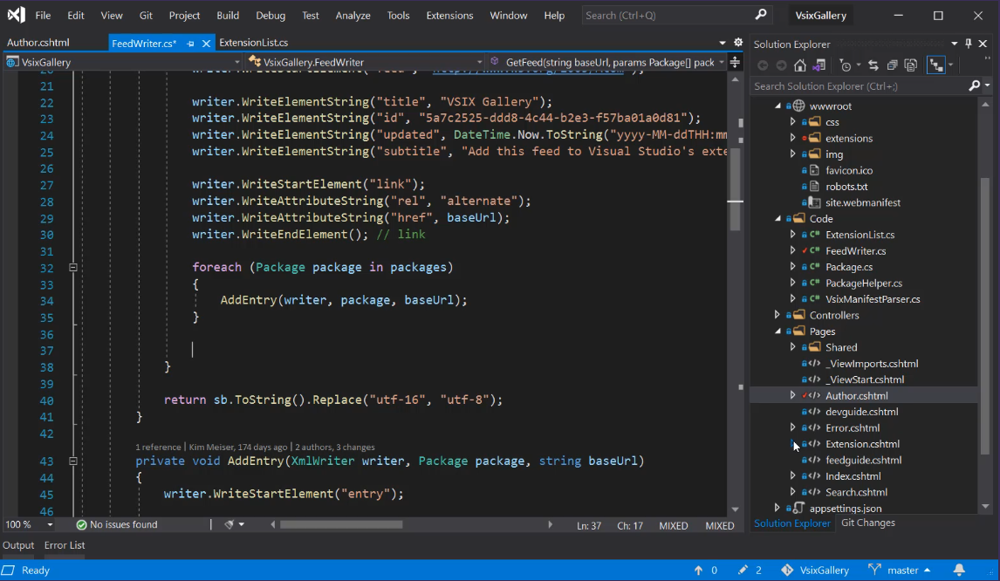 File Edit View Git Project Build Debug Test Analyze Tools Extensions Window Help Search (Ctrl+Q) VsixGallery
Author.cshtml FeedWriter.cs* ExtensionList.cs
VsixGallery VsixGallery.FeedWriter GetFeed(string baseUrl, params Package[] pack
21
22 writer.WriteElementString("title", "VSIX Gallery");
23 writer.WriteElementString("id", "5a7c2525-ddd8-4c44-b2e3-f57ba01a0d81");
24 writer.WriteElementString("updated", DateTime.Now.ToString("yyyy-MM-ddTHH:mm
25 writer.WriteElementString("subtitle", "Add this feed to Visual Studio's exte
26
27 writer.WriteStartElement("link");
28 writer.WriteAttributeString("rel", "alternate");
29 writer.WriteAttributeString("href", baseUrl);
30 writer.WriteEndElement(); // link
31
32 foreach (Package package in packages)
33 {
34 AddEntry(writer, package, baseUrl);
35 }
36
37
38 }
39
40 return sb.ToString().Replace("utf-16", "utf-8");
41 }
42
1 reference | Kim Meiser, 174 days ago | 2 authors, 3 changes
43 private void AddEntry(XmlWriter writer, Package package, string baseUrl)
44 {
45 writer.WriteStartElement("entry");
46
100 % No issues found Ln: 37 Ch: 17 MIXED MIXED
Solution Explorer
Search Solution Explorer (Ctrl+;)
wwwroot
css
extensions
img
favicon.ico
robots.txt
site.webmanifest
Code
ExtensionList.cs
FeedWriter.cs
Package.cs
PackageHelper.cs
VsixManifestParser.cs
Controllers
Pages
Shared
_ViewImports.cshtml
_ViewStart.cshtml
Author.cshtml
devguide.cshtml
Error.cshtml
Extension.cshtml
feedguide.cshtml
Index.cshtml
Search.cshtml
appsettings.json
Solution Explorer Git Changes
Output Error List
Ready 0 2 VsixGallery master